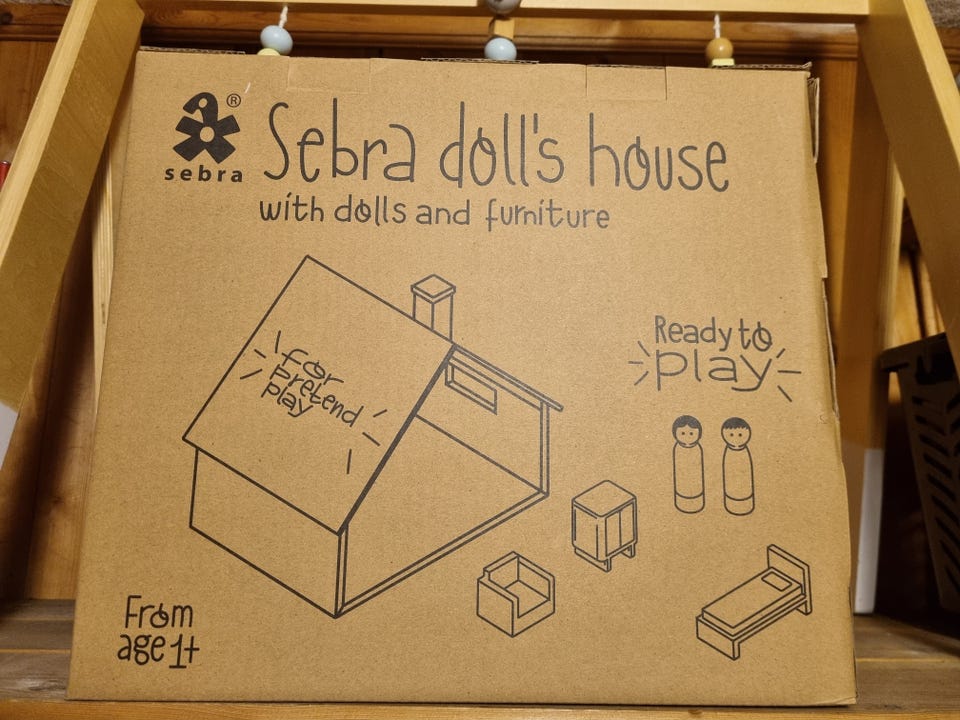 ®
sebra
Sebra doll's house
with dolls and furniture
for
pretend
play
Ready to
play
From
age 1+